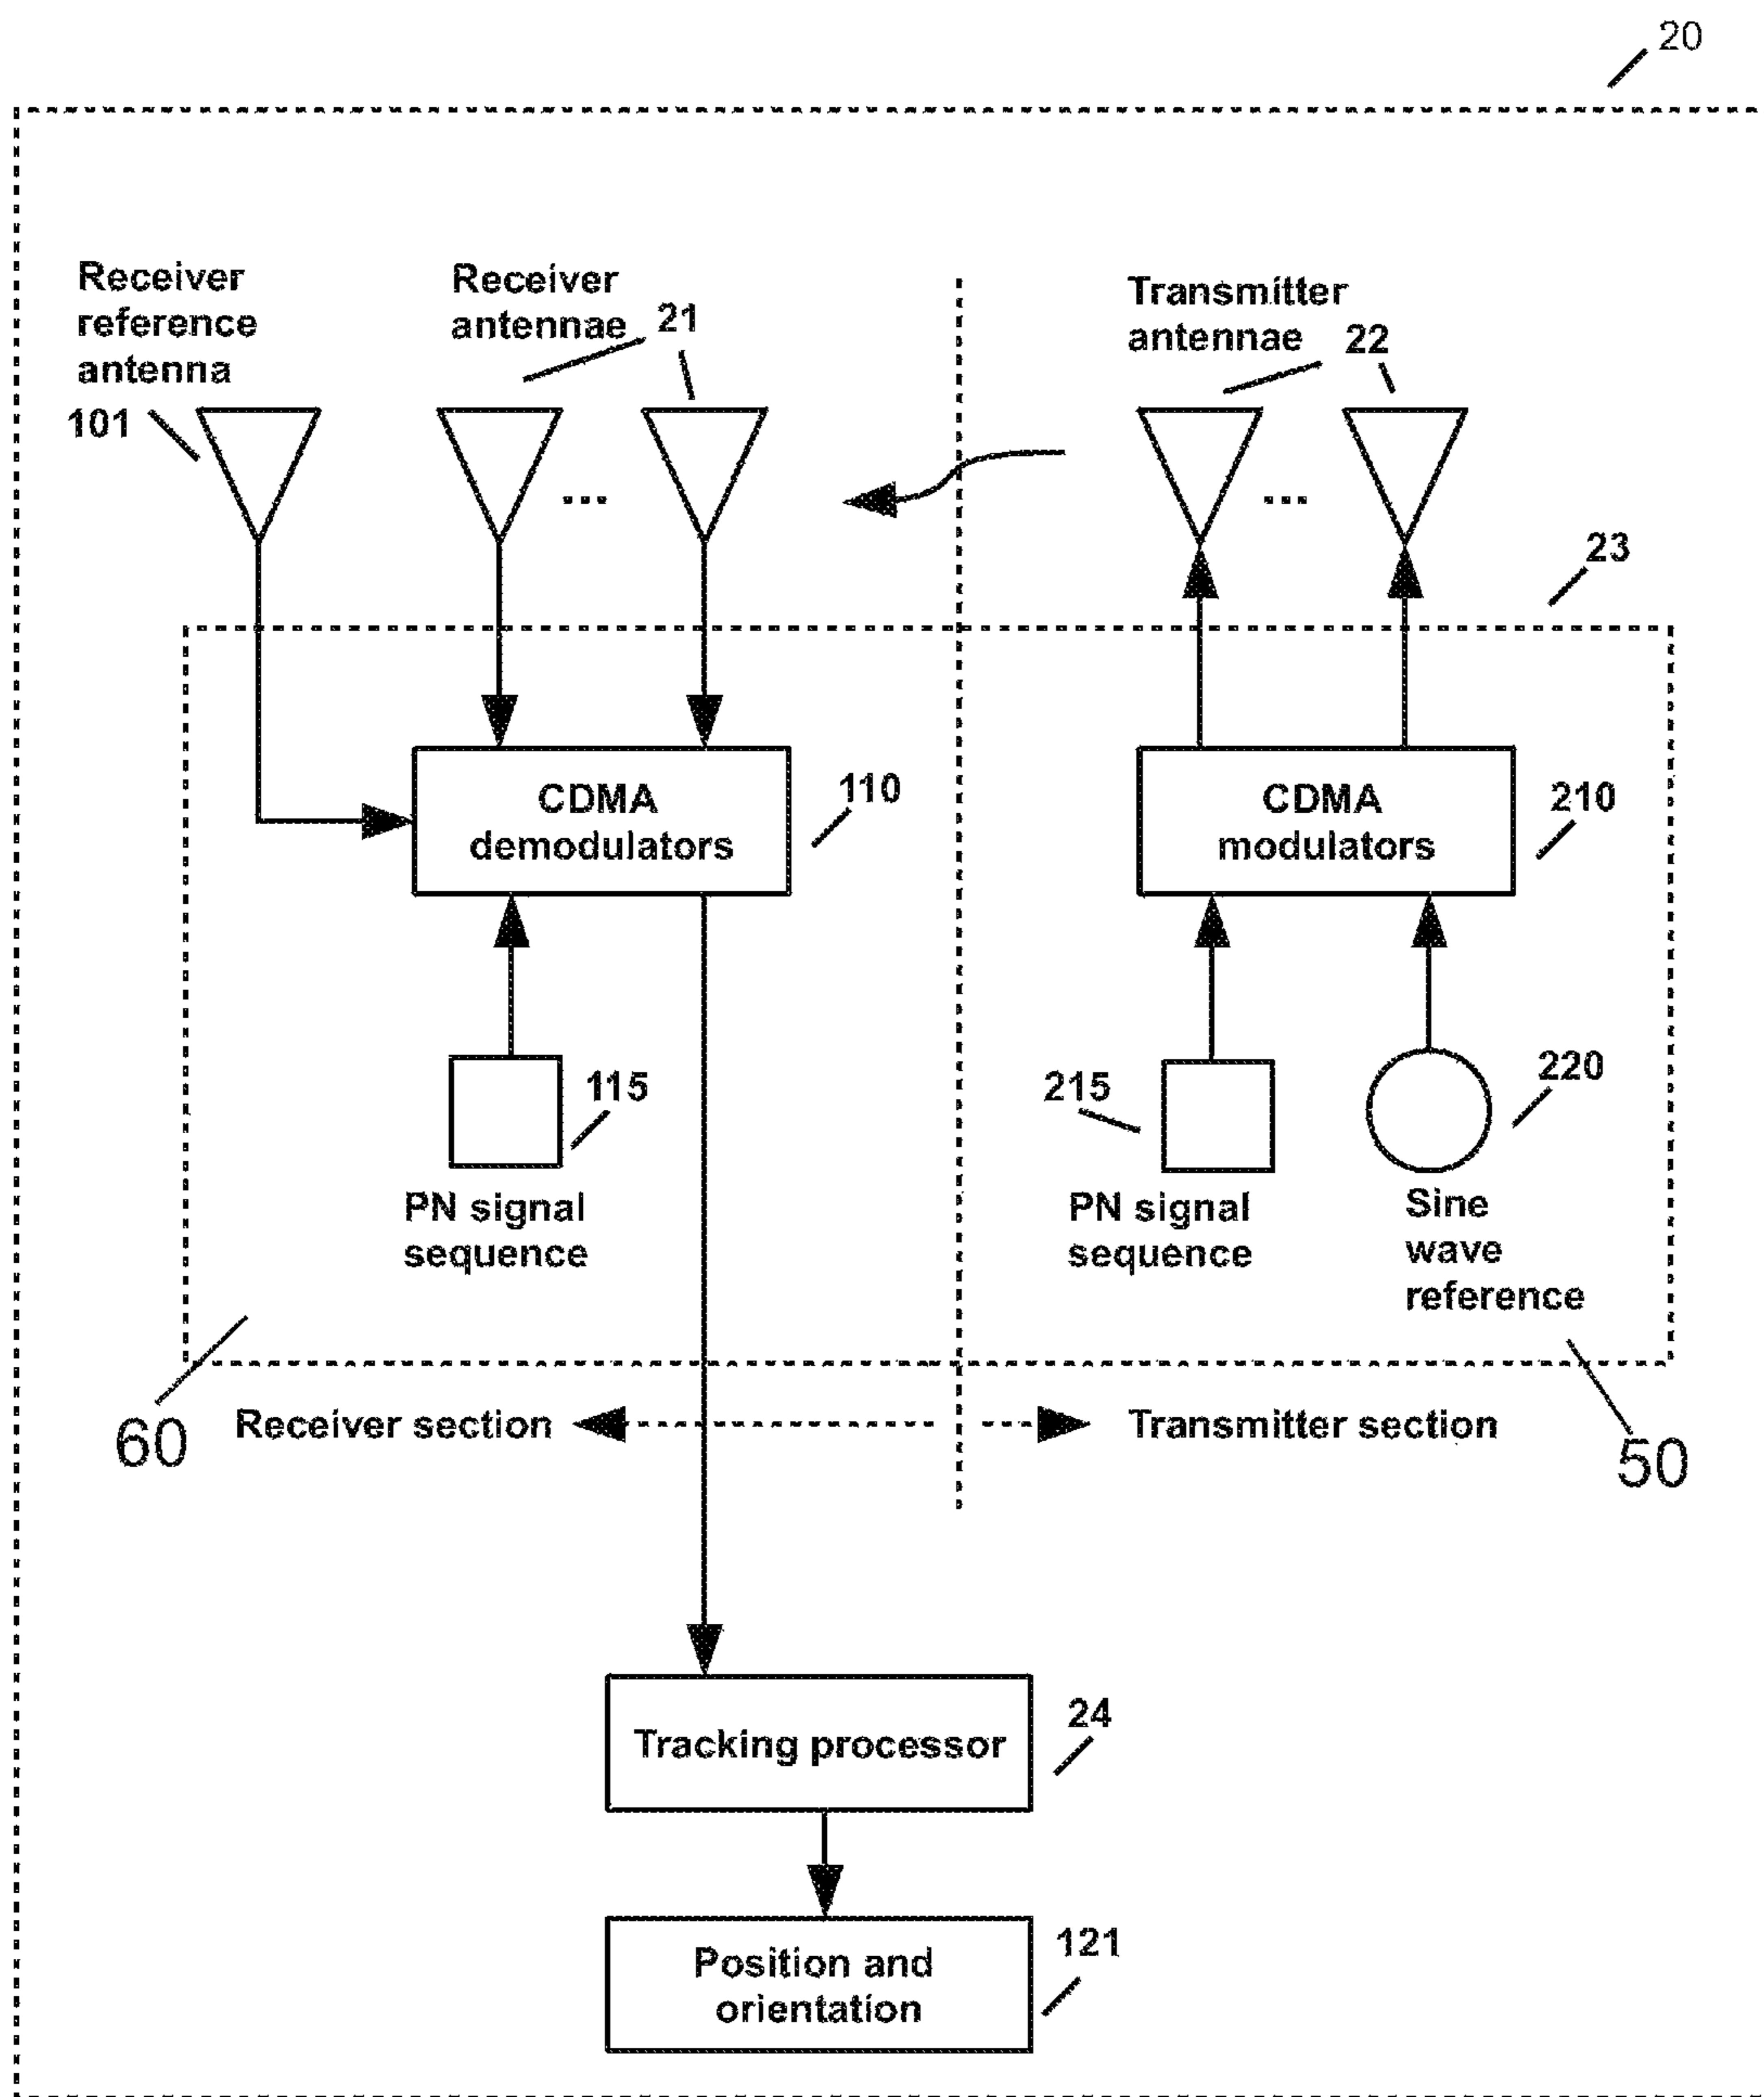 20
Receiver
reference
antenna
101
Receiver
antennae 21
Transmitter
antennae 22
...
...
23
CDMA
demodulators
110
CDMA
modulators
210
115
215
220
PN signal
sequence
PN signal
sequence
Sine
wave
reference
60
Receiver section
Transmitter section
50
Tracking processor
24
Position and
orientation
121